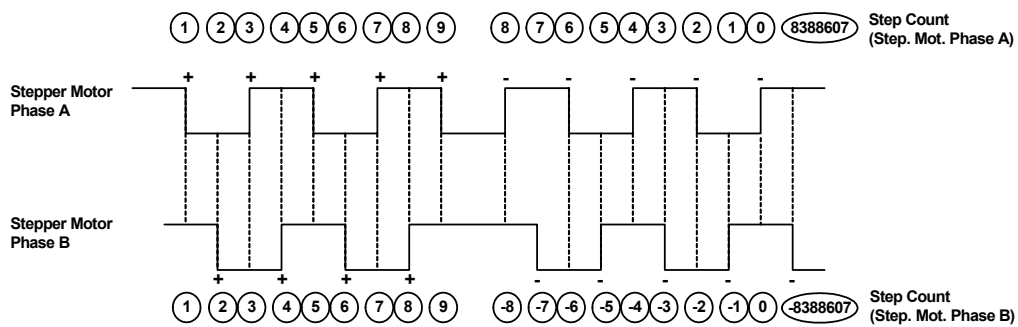 1 2 3 4 5 6 7 8 9 8 7 6 5 4 3 2 1 0 8388607
Step Count
(Step. Mot. Phase A)
+ + + + + - - - - -
Stepper Motor
Phase A
Stepper Motor
Phase B
+ + + + - - - - -
1 2 3 4 5 6 7 8 9 -8 -7 -6 -5 -4 -3 -2 -1 0 -8388607
Step Count
(Step. Mot. Phase B)